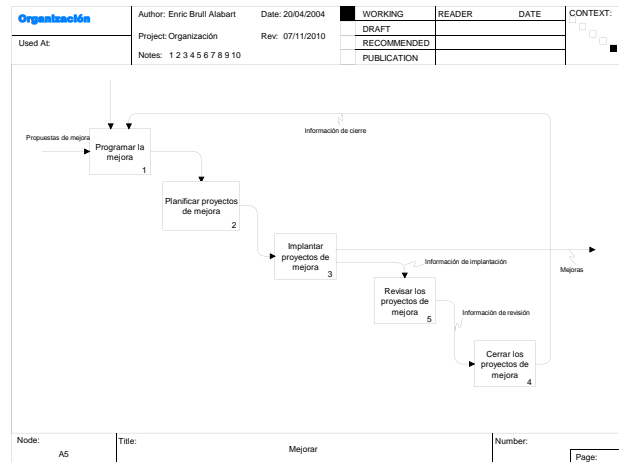 Organización
Used At:
Author: Enric Brull Alabart
Date: 20/04/2004
Project: Organización
Rev: 07/11/2010
Notes: 1 2 3 4 5 6 7 8 9 10
WORKING
DRAFT
RECOMMENDED
PUBLICATION
READER
DATE
CONTEXT:
Propuestas de mejora
Programar la
mejora
1
Información de cierre
Planificar proyectos
de mejora
2
Implantar
proyectos de
mejora
3
Información de implantación
Mejoras
Revisar los
proyectos de
mejora
5
Información de revisión
Cerrar los
proyectos de
mejora
4
Node:
A5
Title:
Mejorar
Number:
Page: